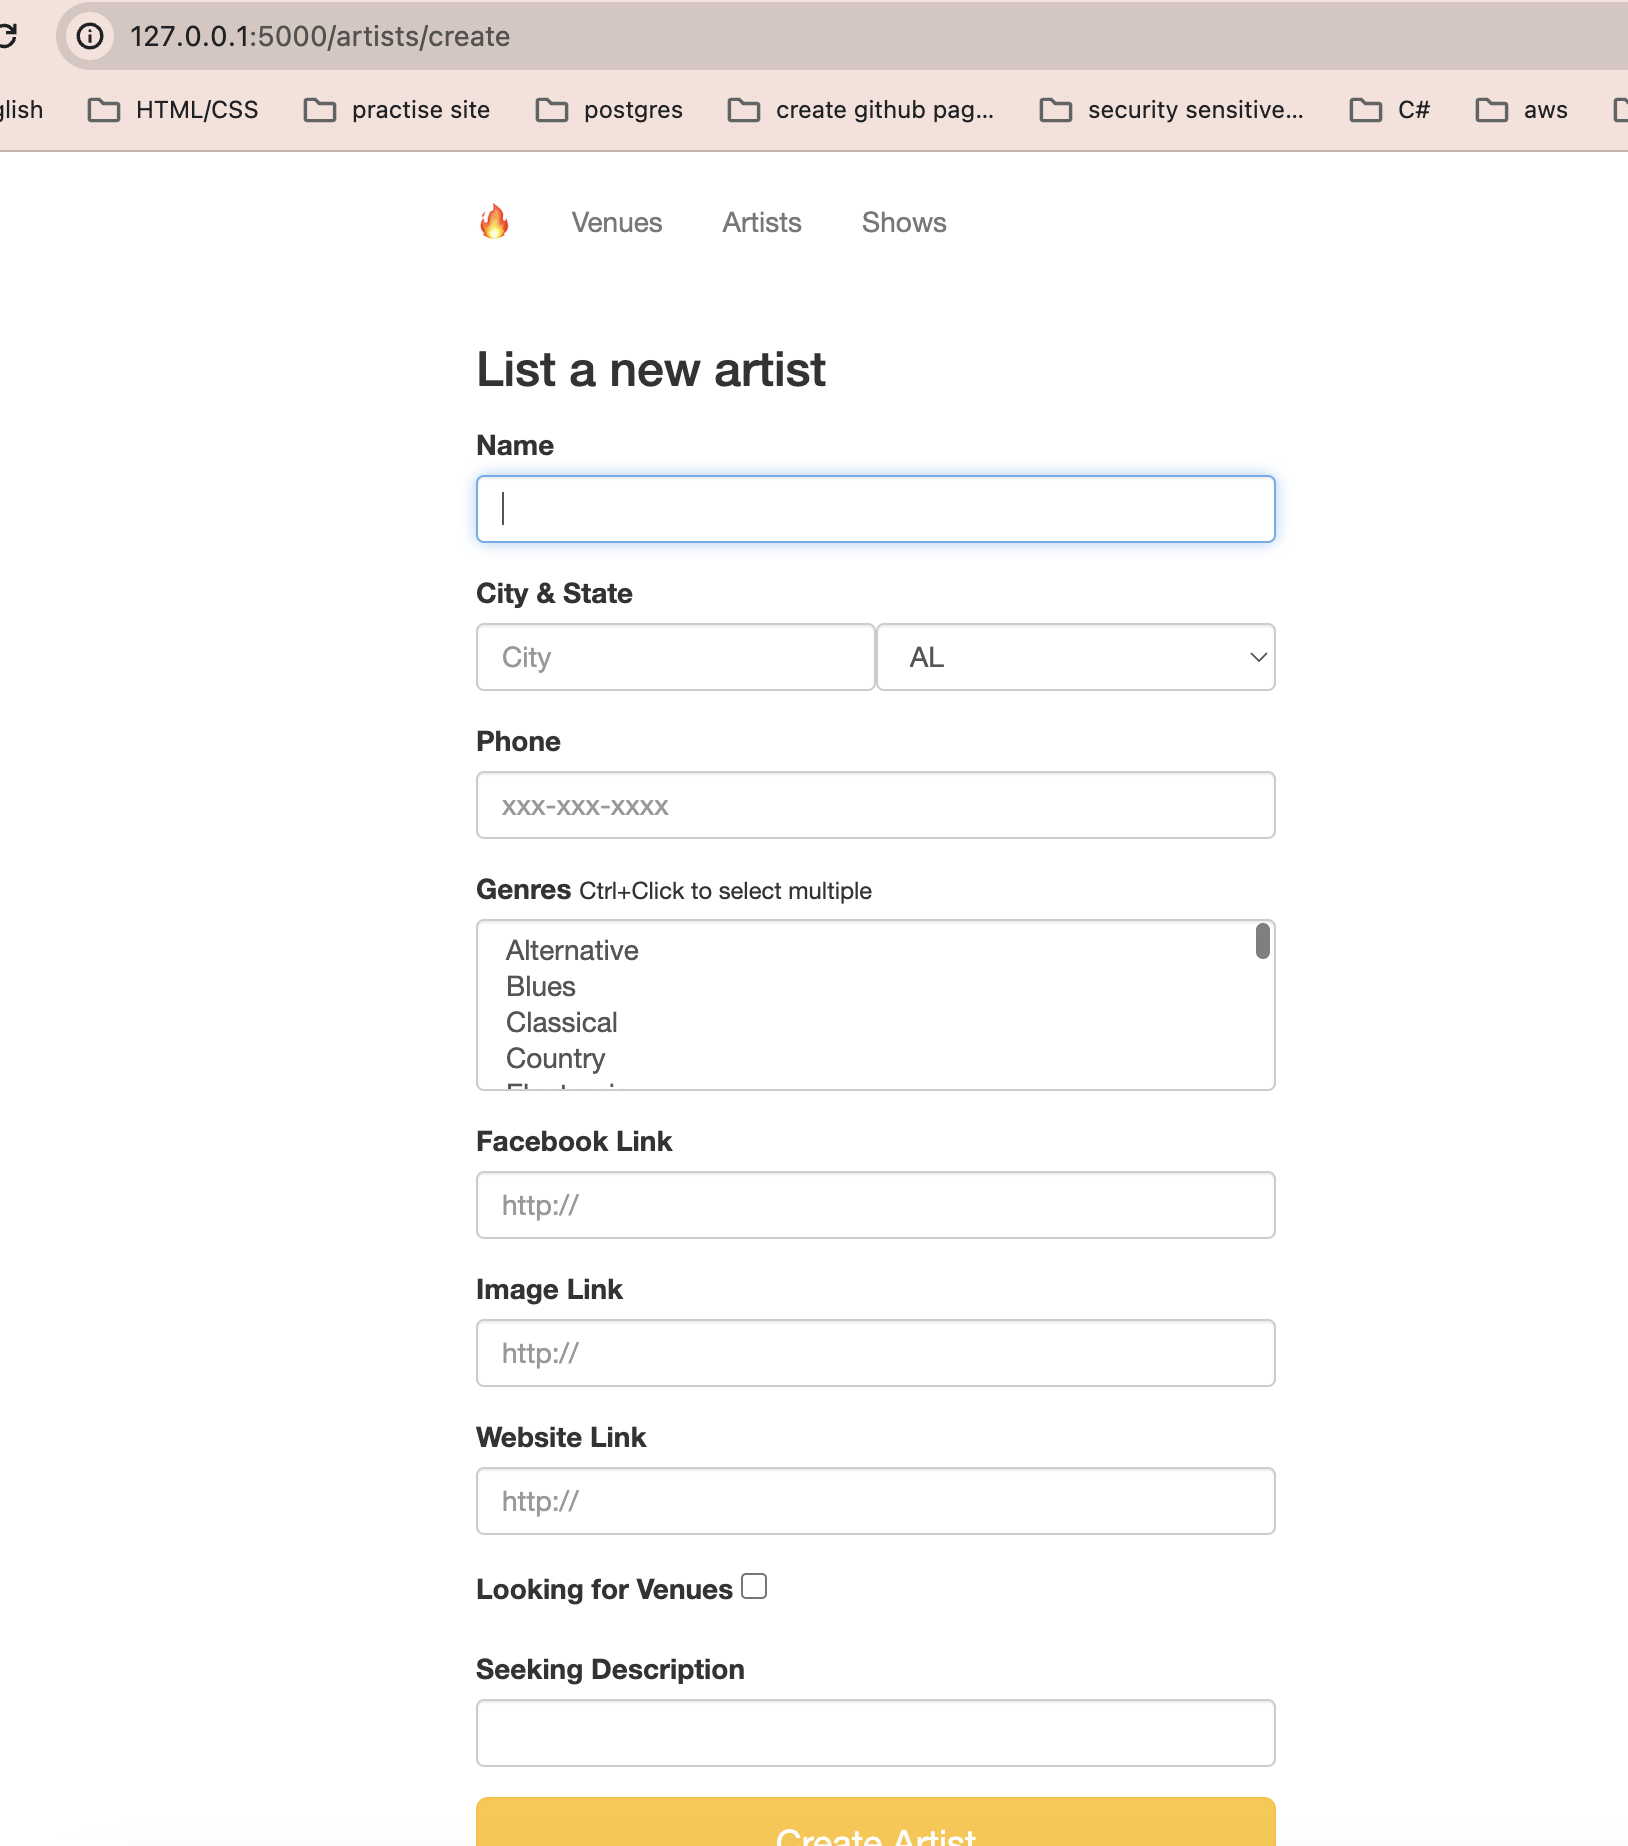 127.0.0.1:5000/artists/create
HTML/CSS practise site postgres create github pag... security sensitive... C# aws
Venues Artists Shows
List a new artist
Name
City & State
City AL
Phone
xxx-xxx-xxxx
Genres Ctrl+Click to select multiple
Alternative
Blues
Classical
Country
Facebook Link
http://
Image Link
http://
Website Link
http://
Looking for Venues
Seeking Description
Create Artist